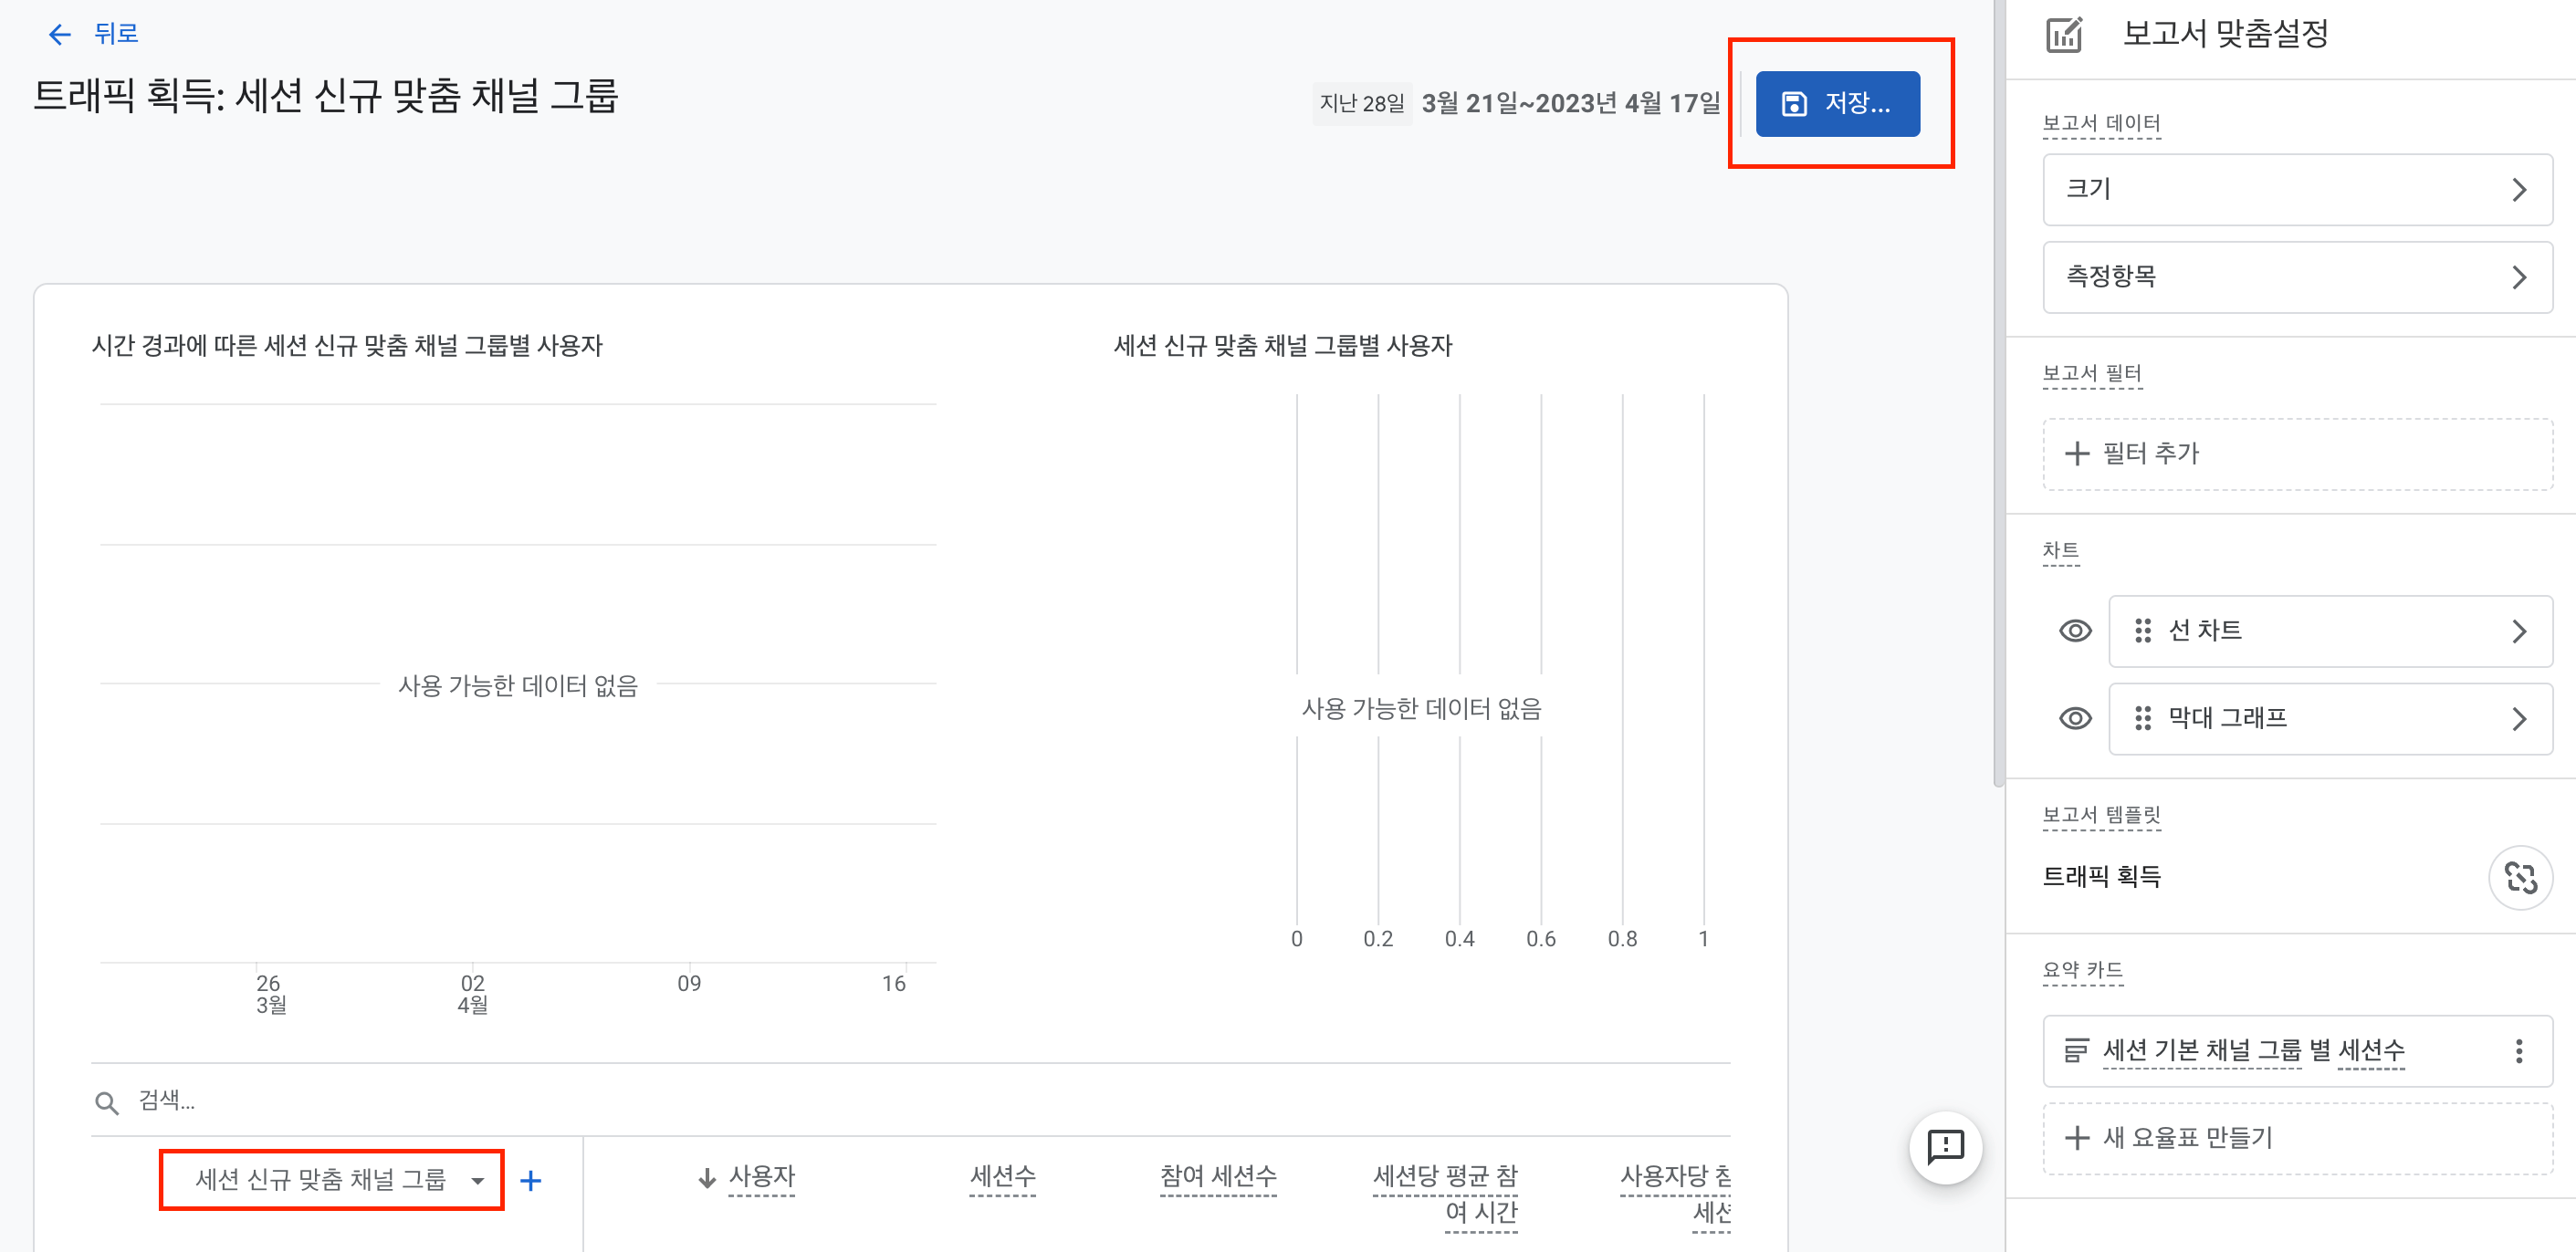 뒤로
트래픽 획득: 세션 신규 맞춤 채널 그룹
지난 28일 3월 21일~2023년 4월 17일
저장...
시간 경과에 따른 세션 신규 맞춤 채널 그룹별 사용자
사용 가능한 데이터 없음
26
3월
02
4월
09
16
세션 신규 맞춤 채널 그룹별 사용자
사용 가능한 데이터 없음
0 0.2 0.4 0.6 0.8 1
검색...
세션 신규 맞춤 채널 그룹
사용자
세션수
참여 세션수
세션당 평균 참
여 시간
사용자당 참
세션
보고서 맞춤설정
보고서 데이터
크기
측정항목
보고서 필터
필터 추가
차트
선 차트
막대 그래프
보고서 템플릿
트래픽 획득
요약 카드
세션 기본 채널 그룹 별 세션수
새 요율표 만들기